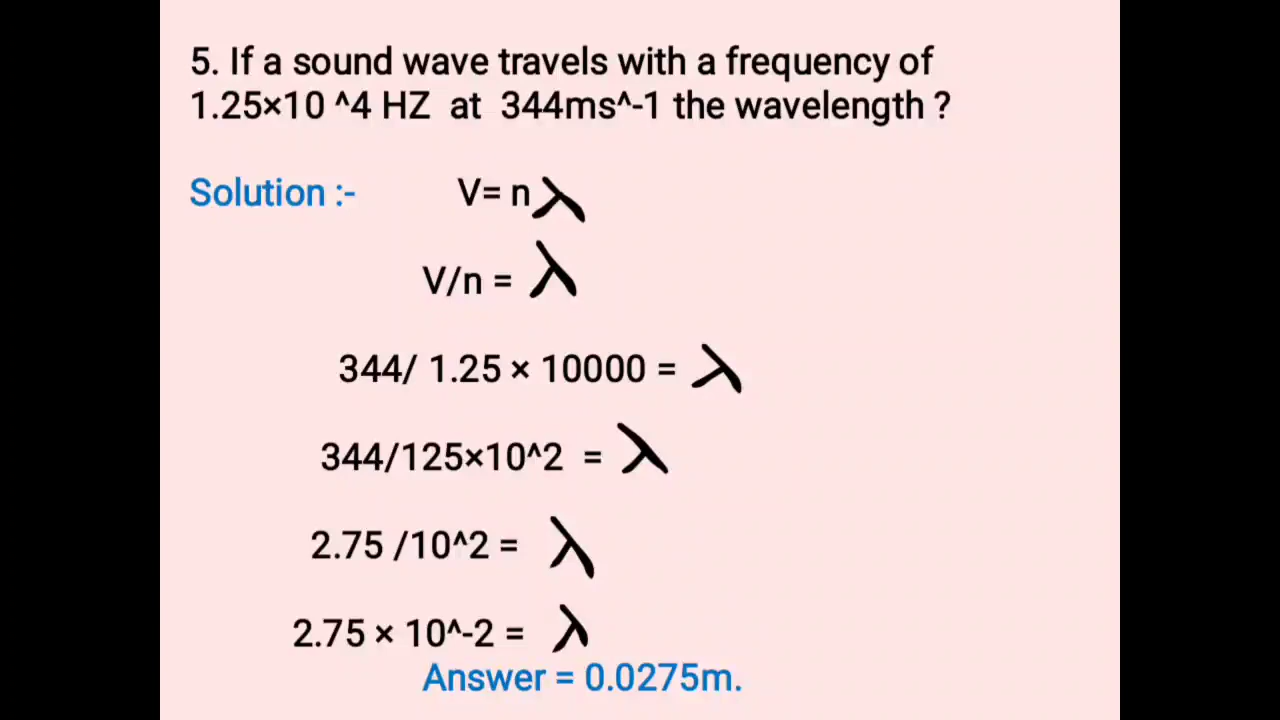 5. If a sound wave travels with a frequency of
1.25×10 ^4 HZ at 344ms^-1 the wavelength ?
Solution :- V= nλ
V/n = λ
344/ 1.25 × 10000 = λ
344/125×10^2 = λ
2.75 /10^2 = λ
2.75 × 10^-2 = λ
Answer = 0.0275m.